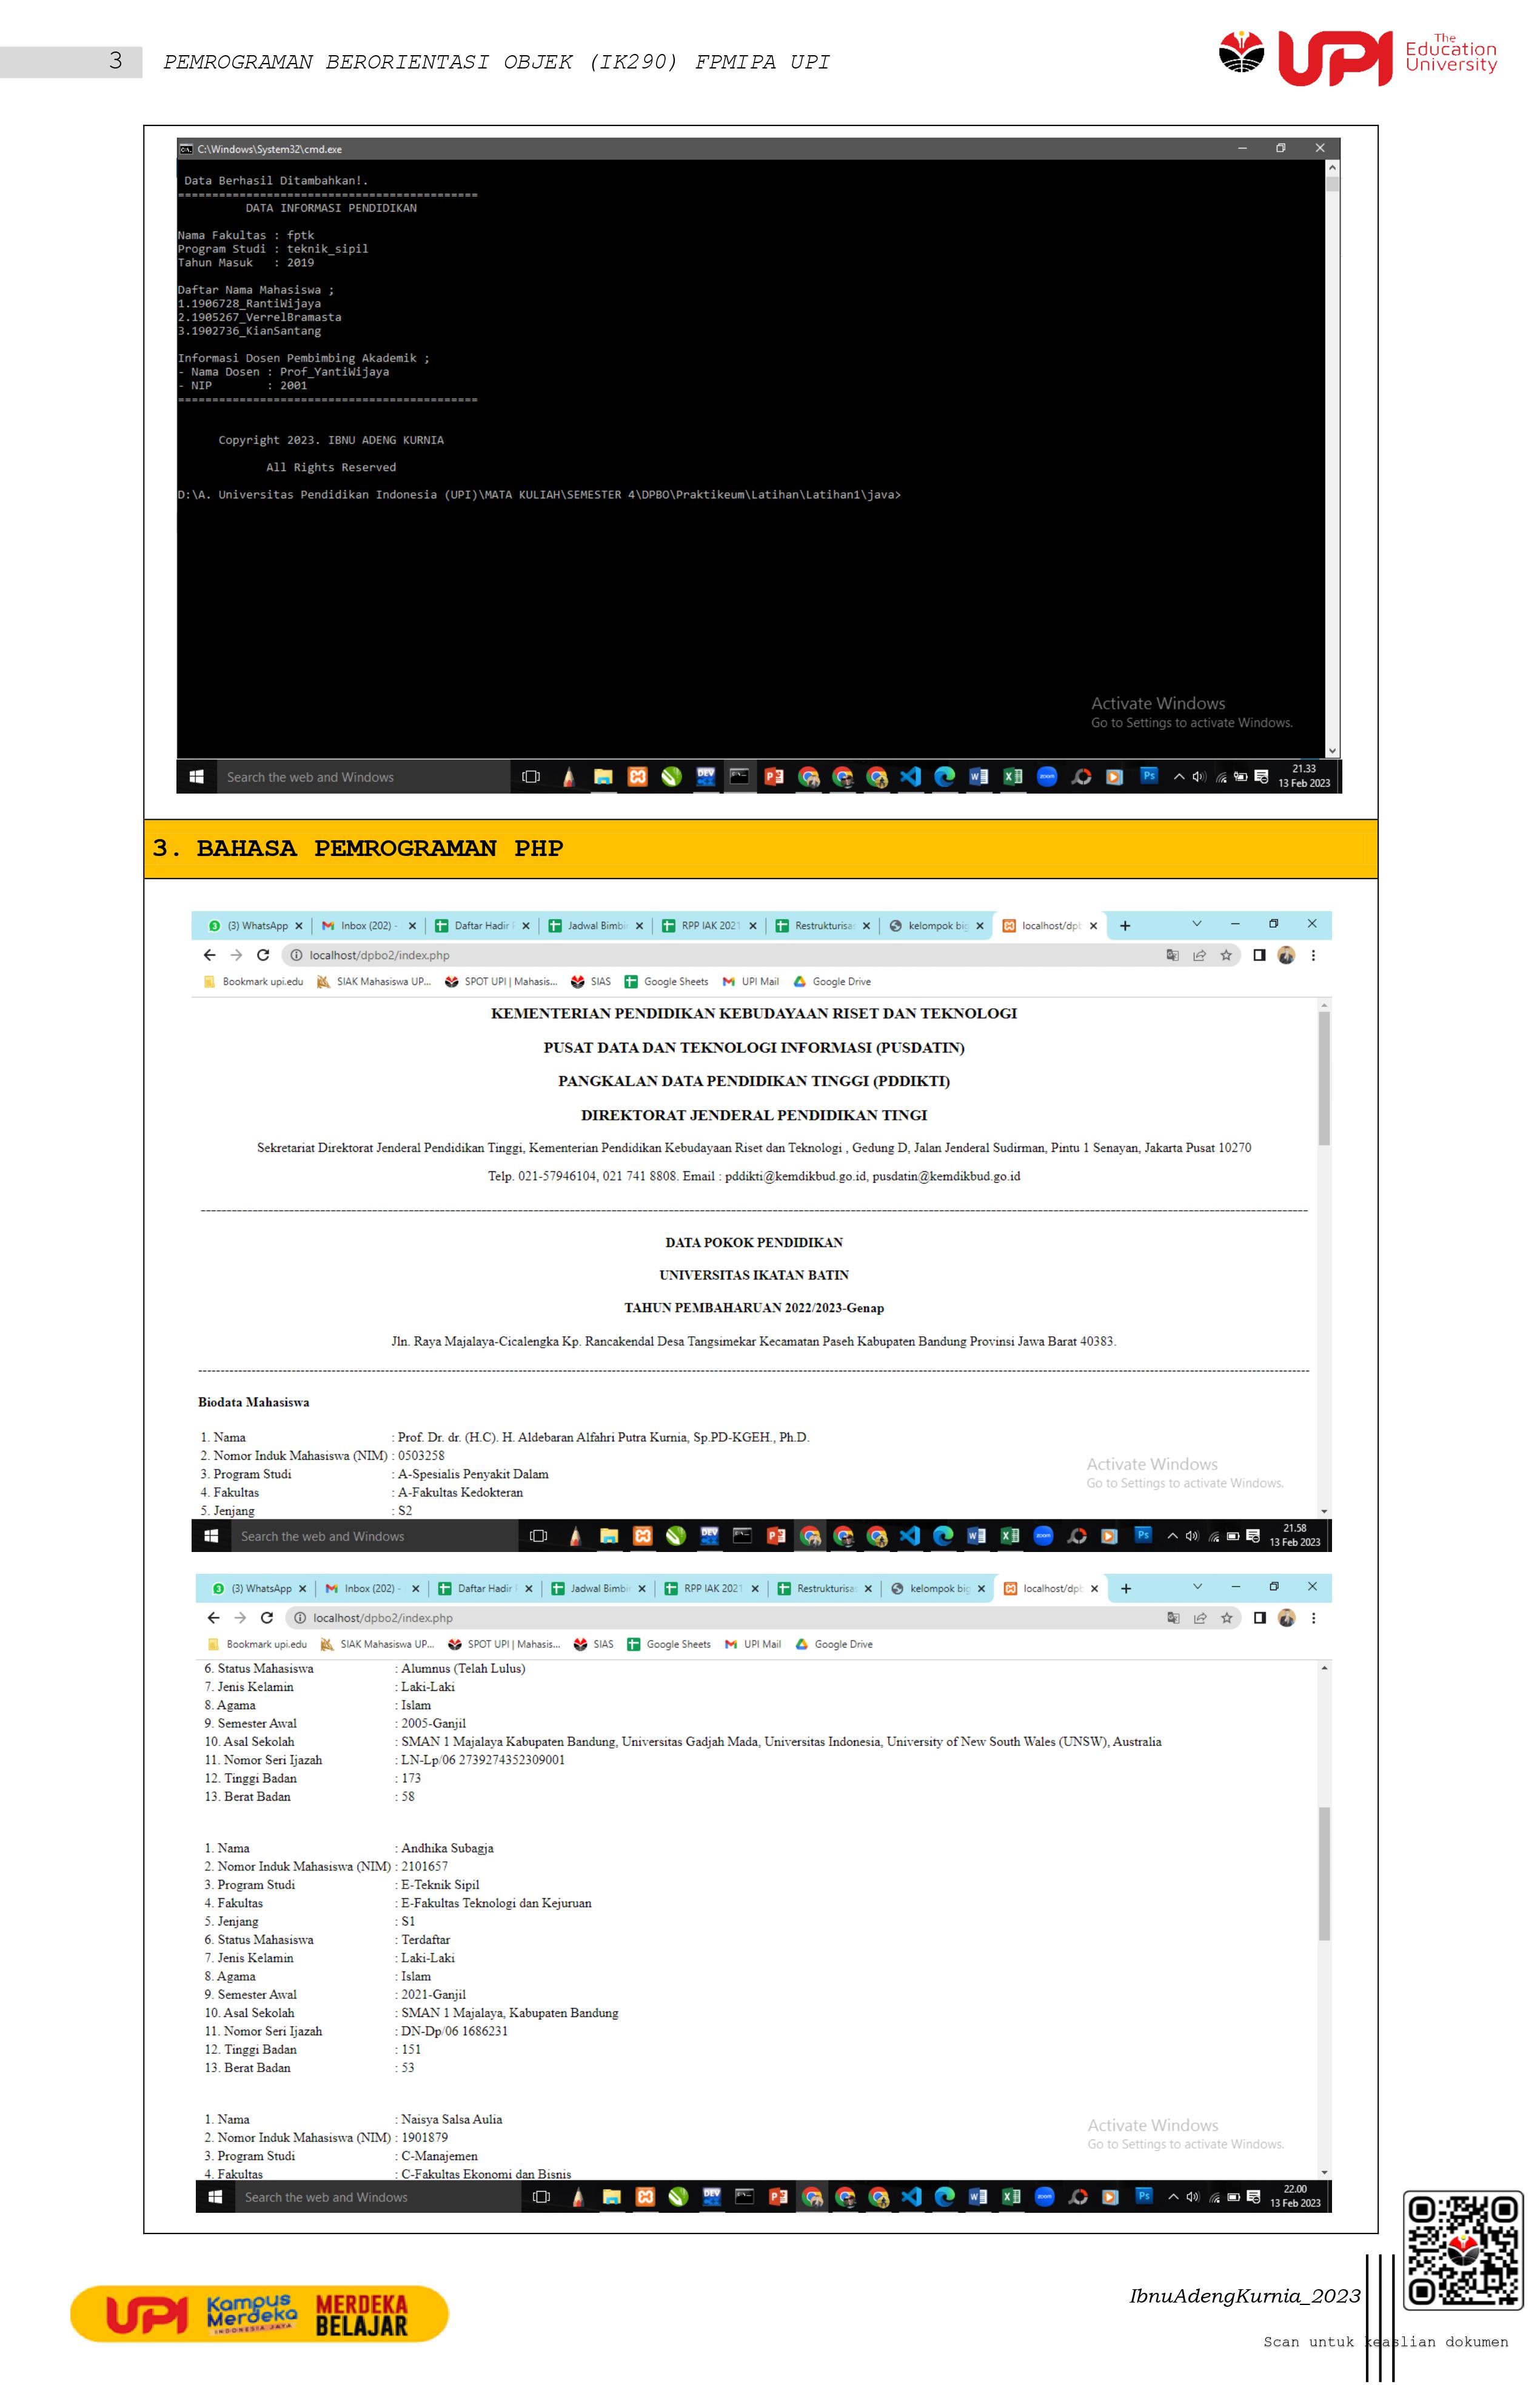 3 PEMROGRAMAN BERORIENTASI OBJEK (IK290) FPMIPA UPI
UPI
The
Education
University
C:\Windows\System32\cmd.exe
Data Berhasil Ditambahkan!.
============================================
DATA INFORMASI PENDIDIKAN
Nama Fakultas : fptk
Program Studi : teknik_sipil
Tahun Masuk : 2019
Daftar Nama Mahasiswa ;
1.1906728_RantiWijaya
2.1905267_VerrelBramasta
3.1902736_KianSantang
Informasi Dosen Pembimbing Akademik ;
- Nama Dosen : Prof_YantiWijaya
- NIP : 2001
============================================
Copyright 2023. IBNU ADENG KURNIA
All Rights Reserved
D:\A. Universitas Pendidikan Indonesia (UPI)\MATA KULIAH\SEMESTER 4\DPBO\Praktikeum\Latihan\Latihan1\java>
Activate Windows
Go to Settings to activate Windows.
Search the web and Windows
21.33
13 Feb 2023
3. BAHASA PEMROGRAMAN PHP
(3) WhatsApp Inbox (202) - Daftar Hadir Jadwal Bimbi RPP IAK 2021 Restrukturisa kelompok big localhost/dpb
localhost/dpbo2/index.php
Bookmark upi.edu SIAK Mahasiswa UP... SPOT UPI | Mahasis... SIAS Google Sheets UPI Mail Google Drive
KEMENTERIAN PENDIDIKAN KEBUDAYAAN RISET DAN TEKNOLOGI
PUSAT DATA DAN TEKNOLOGI INFORMASI (PUSDATIN)
PANGKALAN DATA PENDIDIKAN TINGGI (PDDIKTI)
DIREKTORAT JENDERAL PENDIDIKAN TINGI
Sekretariat Direktorat Jenderal Pendidikan Tinggi, Kementerian Pendidikan Kebudayaan Riset dan Teknologi , Gedung D, Jalan Jenderal Sudirman, Pintu 1 Senayan, Jakarta Pusat 10270
Telp. 021-57946104, 021 741 8808. Email : pddikti@kemdikbud.go.id, pusdatin@kemdikbud.go.id
DATA POKOK PENDIDIKAN
UNIVERSITAS IKATAN BATIN
TAHUN PEMBAHARUAN 2022/2023-Genap
Jln. Raya Majalaya-Cicalengka Kp. Rancakendal Desa Tangsimekar Kecamatan Paseh Kabupaten Bandung Provinsi Jawa Barat 40383.
Biodata Mahasiswa
1. Nama : Prof. Dr. dr. (H.C). H. Aldebaran Alfahri Putra Kurnia, Sp.PD-KGEH., Ph.D.
2. Nomor Induk Mahasiswa (NIM) : 0503258
3. Program Studi : A-Spesialis Penyakit Dalam
4. Fakultas : A-Fakultas Kedokteran
5. Jenjang : S2
Activate Windows
Go to Settings to activate Windows.
Search the web and Windows
21.58
13 Feb 2023
(3) WhatsApp Inbox (202) - Daftar Hadir Jadwal Bimbi RPP IAK 2021 Restrukturisa kelompok big localhost/dpb
localhost/dpbo2/index.php
Bookmark upi.edu SIAK Mahasiswa UP... SPOT UPI | Mahasis... SIAS Google Sheets UPI Mail Google Drive
6. Status Mahasiswa : Alumnus (Telah Lulus)
7. Jenis Kelamin : Laki-Laki
8. Agama : Islam
9. Semester Awal : 2005-Ganjil
10. Asal Sekolah : SMAN 1 Majalaya Kabupaten Bandung, Universitas Gadjah Mada, Universitas Indonesia, University of New South Wales (UNSW), Australia
11. Nomor Seri Ijazah : LN-Lp/06 2739274352309001
12. Tinggi Badan : 173
13. Berat Badan : 58
1. Nama : Andhika Subagja
2. Nomor Induk Mahasiswa (NIM) : 2101657
3. Program Studi : E-Teknik Sipil
4. Fakultas : E-Fakultas Teknologi dan Kejuruan
5. Jenjang : S1
6. Status Mahasiswa : Terdaftar
7. Jenis Kelamin : Laki-Laki
8. Agama : Islam
9. Semester Awal : 2021-Ganjil
10. Asal Sekolah : SMAN 1 Majalaya, Kabupaten Bandung
11. Nomor Seri Ijazah : DN-Dp/06 1686231
12. Tinggi Badan : 151
13. Berat Badan : 53
1. Nama : Naisya Salsa Aulia
2. Nomor Induk Mahasiswa (NIM) : 1901879
3. Program Studi : C-Manajemen
4. Fakultas : C-Fakultas Ekonomi dan Bisnis
Activate Windows
Go to Settings to activate Windows.
Search the web and Windows
22.00
13 Feb 2023
UPI Kampus Merdeka INDONESIA JAYA MERDEKA BELAJAR
IbnuAdengKurnia_2023
Scan untuk keaslian dokumen